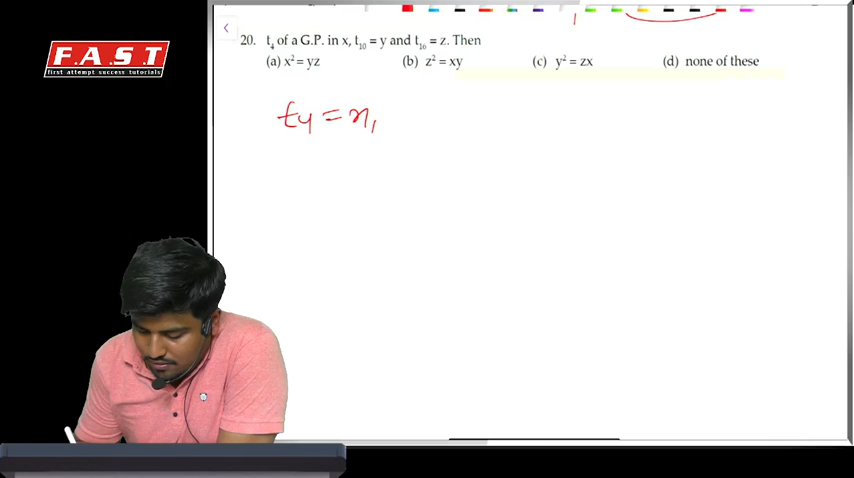 F.A.S.T
first attempt success tutorials
20. t₄ of a G.P. in x, t₁₀ = y and t₁₆ = z. Then
(a) x² = yz (b) z² = xy (c) y² = zx (d) none of these
t4 = x,